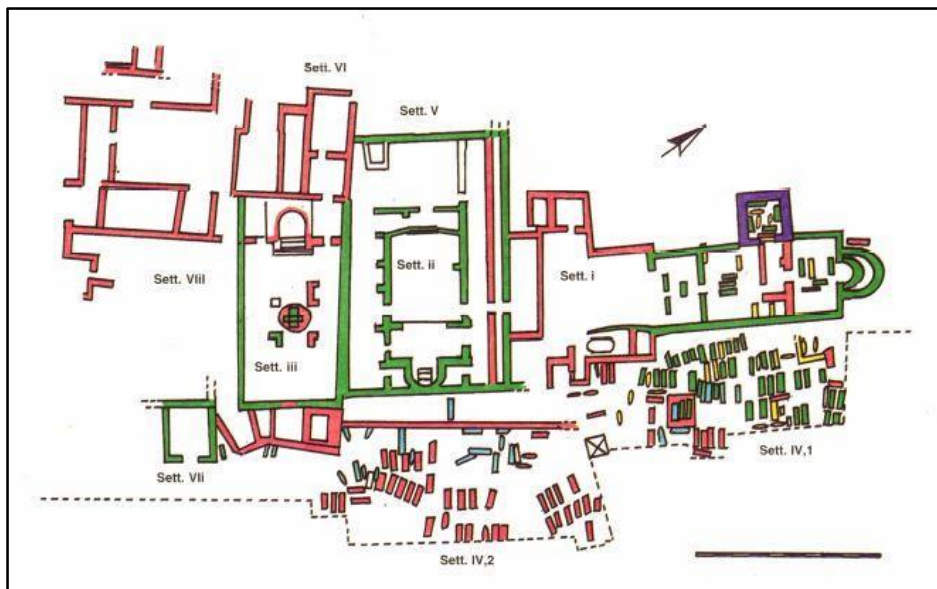 Sett. VI
Sett. V
Sett. ii
Sett. i
Sett. VIII
Sett. iii
Sett. VIi
Sett. IV,1
Sett. IV,2